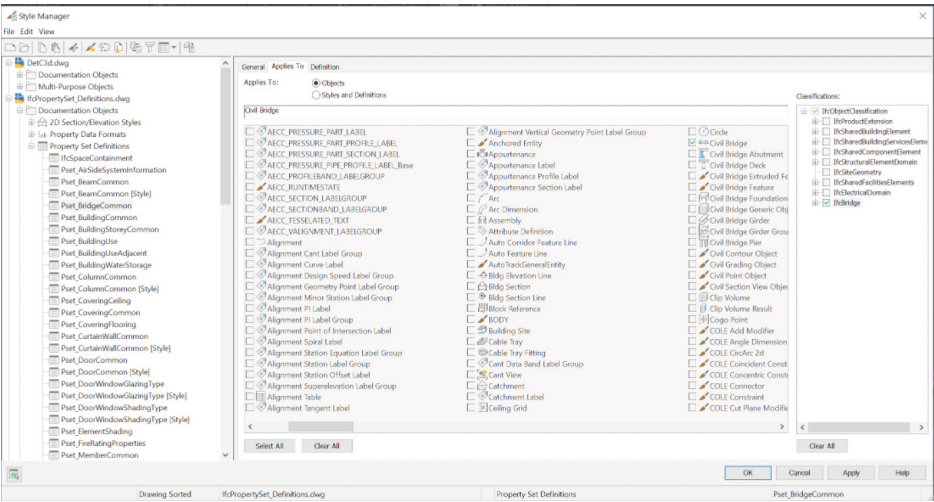 Style Manager
File Edit View
DetC3d.dwg
Documentation Objects
Multi-Purpose Objects
IfcPropertySet_Definitions.dwg
Documentation Objects
2D Section/Elevation Styles
Property Data Formats
Property Set Definitions
IfcSpaceContainment
Pset_AirSideSystemInformation
Pset_BeamCommon
Pset_BeamCommon [Style]
Pset_BridgeCommon
Pset_BuildingCommon
Pset_BuildingStoreyCommon
Pset_BuildingUse
Pset_BuildingUseAdjacent
Pset_BuildingWaterStorage
Pset_ColumnCommon
Pset_ColumnCommon [Style]
Pset_CoveringCeiling
Pset_CoveringCommon
Pset_CoveringFlooring
Pset_CurtainWallCommon
Pset_CurtainWallCommon [Style]
Pset_DoorCommon
Pset_DoorCommon [Style]
Pset_DoorWindowGlazingType
Pset_DoorWindowGlazingType [Style]
Pset_DoorWindowShadingType
Pset_DoorWindowShadingType [Style]
Pset_ElementShading
Pset_FireRatingProperties
Pset_MemberCommon
General Applies To Definition
Applies To: Objects
Styles and Definitions
Civil Bridge
AECC_PRESSURE_PART_LABEL
AECC_PRESSURE_PART_PROFILE_LABEL
AECC_PRESSURE_PART_SECTION_LABEL
AECC_PRESSURE_PIPE_PROFILE_LABEL_Base
AECC_PROFILEBAND_LABELGROUP
AECC_RUNTIMESTATE
AECC_SECTION_LABELGROUP
AECC_SECTIONBAND_LABELGROUP
AECC_TESSELATED_TEXT
AECC_VALIGNMENT_LABELGROUP
Alignment
Alignment Cant Label Group
Alignment Curve Label
Alignment Design Speed Label Group
Alignment Geometry Point Label Group
Alignment Minor Station Label Group
Alignment PI Label
Alignment PI Label Group
Alignment Point of Intersection Label
Alignment Spiral Label
Alignment Station Equation Label Group
Alignment Station Label Group
Alignment Station Offset Label
Alignment Superelevation Label Group
Alignment Table
Alignment Tangent Label
Alignment Vertical Geometry Point Label Group
Anchored Entity
Appurtenance
Appurtenance Label
Appurtenance Profile Label
Appurtenance Section Label
Arc
Arc Dimension
Assembly
Attribute Definition
Auto Corridor Feature Line
Auto Feature Line
AutoTrackGeneralEntity
Bldg Elevation Line
Bldg Section
Bldg Section Line
Block Reference
BODY
Building Site
Cable Tray
Cable Tray Fitting
Cant Data Band Label Group
Cant View
Catchment
Catchment Label
Ceiling Grid
Circle
Civil Bridge
Civil Bridge Abutment
Civil Bridge Deck
Civil Bridge Extruded Fe
Civil Bridge Feature
Civil Bridge Foundation
Civil Bridge Generic Obj
Civil Bridge Girder
Civil Bridge Girder Grou
Civil Bridge Pier
Civil Contour Object
Civil Grading Object
Civil Point Object
Civil Section View Objec
Clip Volume
Clip Volume Result
Cogo Point
COLE Add Modifier
COLE Angle Dimension
COLE CircArc 2d
COLE Coincident Const
COLE Concentric Const
COLE Connector
COLE Constraint
COLE Cut Plane Modifie
Select All Clear All
Classifications:
IfcObjectClassification
IfcProductExtension
IfcSharedBuildingElement
IfcSharedBuildingServicesEleme
IfcSharedComponentElement
IfcStructuralElementDomain
IfcSiteGeometry
IfcSharedFacilitiesElements
IfcElectricalDomain
IfcBridge
Clear All
OK Cancel Apply Help
Drawing Sorted IfcPropertySet_Definitions.dwg Property Set Definitions Pset_BridgeCommon